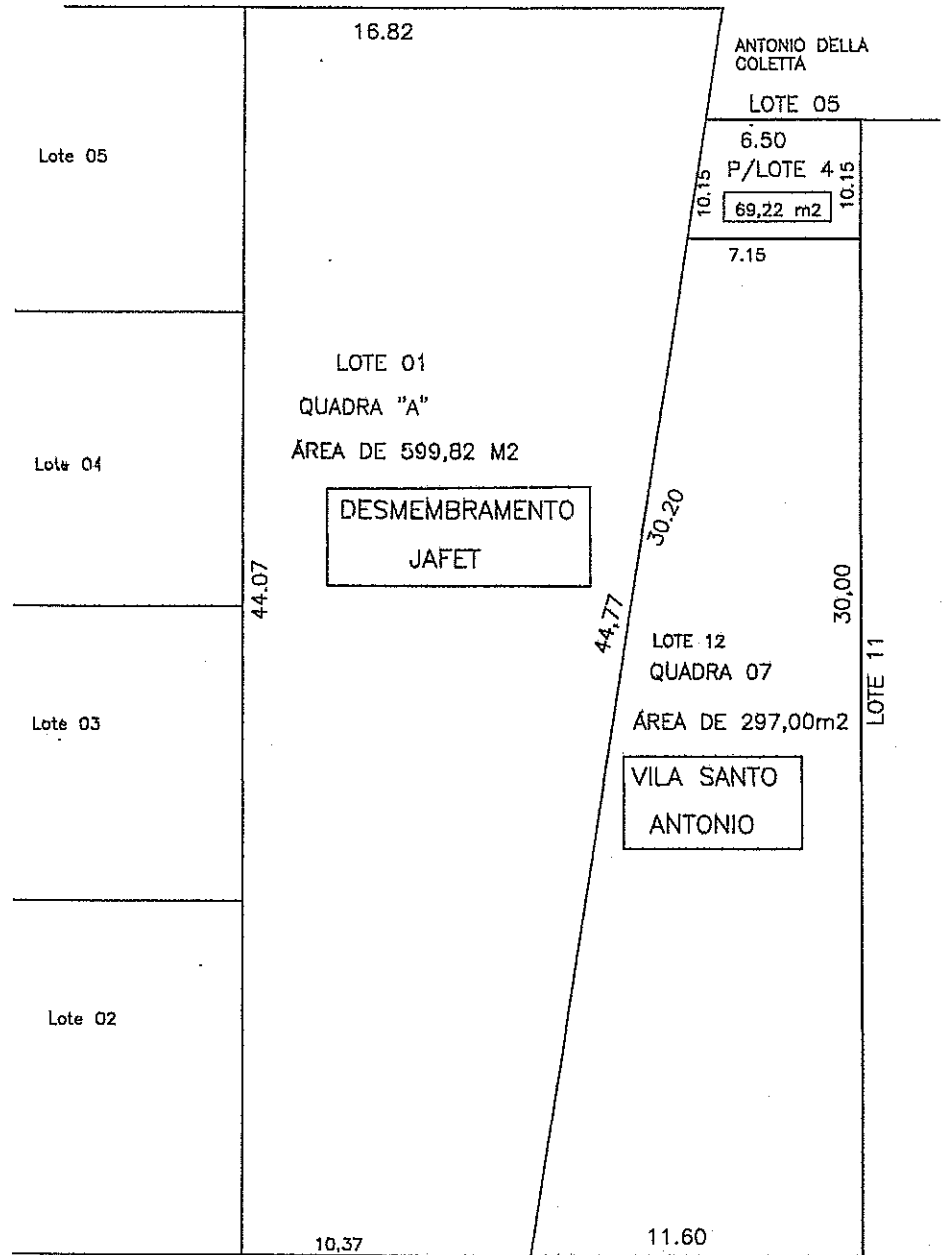 16.82
ANTONIO DELLA
COLETTA
LOTE 05
6.50
P/LOTE 4
10.15
10.15
69,22 m2
7.15
Lote 05
LOTE 01
QUADRA "A"
ÁREA DE 599,82 M2
Lote 04
DESMEMBRAMENTO
JAFET
30.20
44.07
44,77
30,00
LOTE 12
QUADRA 07
LOTE 11
Lote 03
ÁREA DE 297,00m2
VILA SANTO
ANTONIO
Lote 02
10,37
11.60